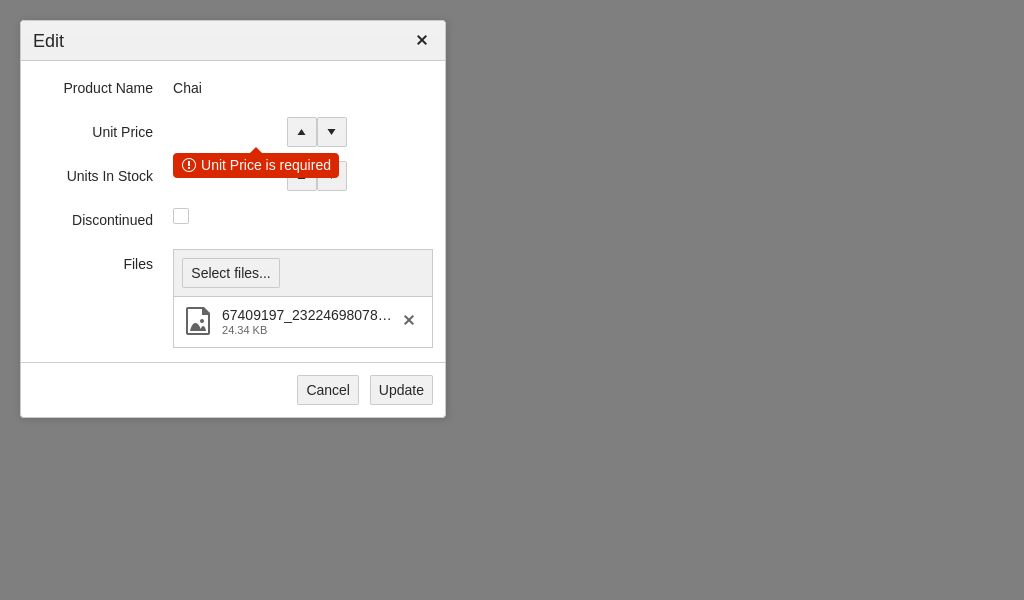 Edit
Product Name Chai
Unit Price
Unit Price is required
Units In Stock
Discontinued
Files
Select files...
67409197_23224698078…
24.34 KB
Cancel Update